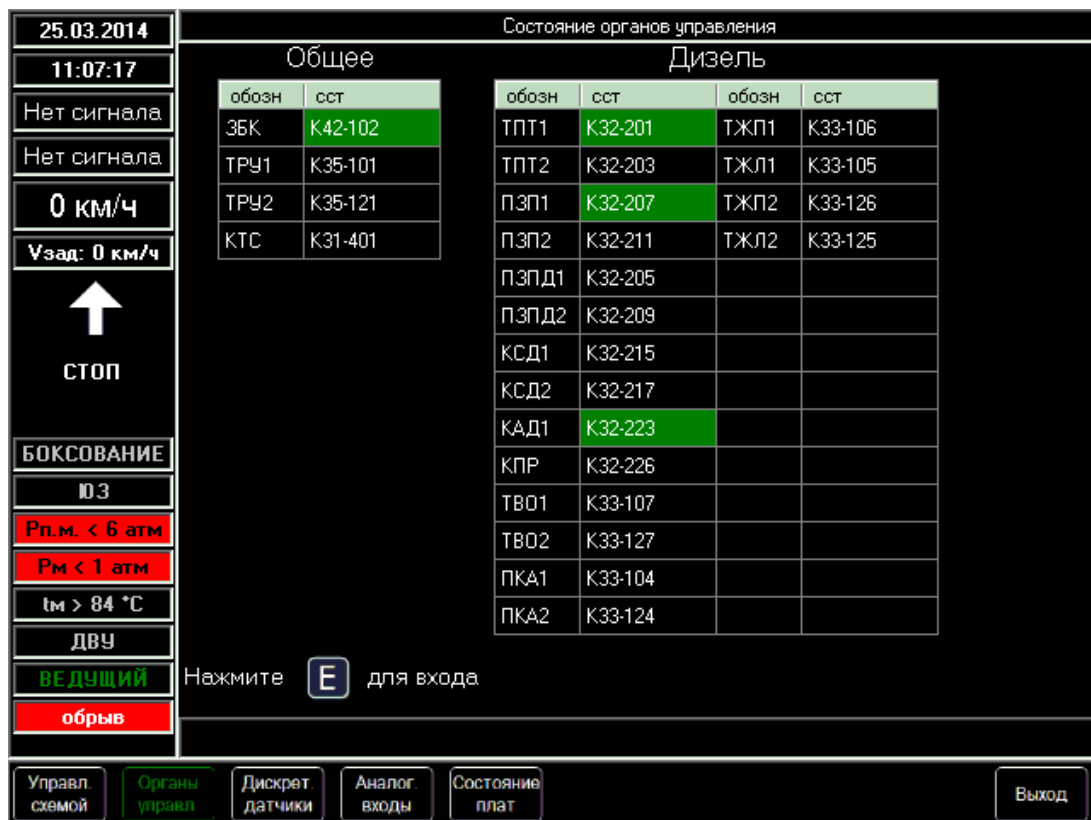 25.03.2014
11:07:17
Нет сигнала
Нет сигнала
0 км/ч
Vзад: 0 км/ч
стоп
БОКСОВАНИЕ
ЮЗ
Рп.м. < 6 атм
Рм < 1 атм
tм > 84 °C
ДВУ
ВЕДУЩИЙ
обрыв
Состояние органов управления
Общее
обозн сст
ЗБК К42-102
ТРУ1 К35-101
ТРУ2 К35-121
КТС К31-401
Дизель
обозн сст обозн сст
ТПТ1 К32-201 ТЖП1 К33-106
ТПТ2 К32-203 ТЖЛ1 К33-105
ПЗП1 К32-207 ТЖП2 К33-126
ПЗП2 К32-211 ТЖЛ2 К33-125
ПЗПД1 К32-205
ПЗПД2 К32-209
КСД1 К32-215
КСД2 К32-217
КАД1 К32-223
КПР К32-226
ТВО1 К33-107
ТВО2 К33-127
ПКА1 К33-104
ПКА2 К33-124
Нажмите E для входа
Управл. схемой
Органы управл
Дискрет. датчики
Аналог. входы
Состояние плат
Выход